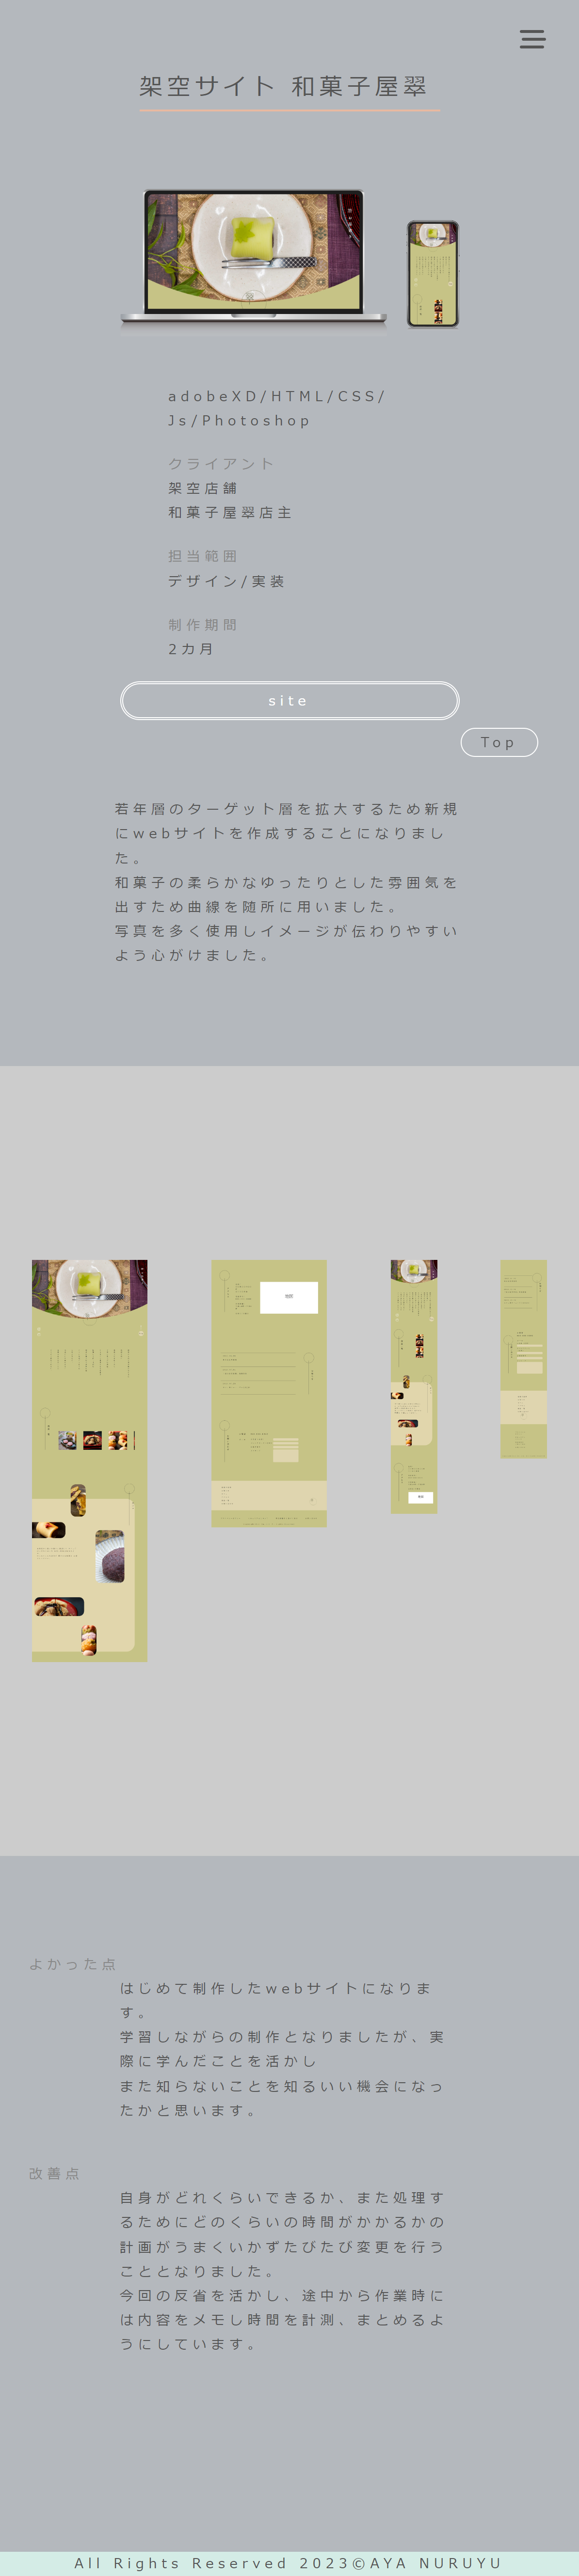 架空サイト 和菓子屋翠
adobeXD/HTML/CSS/
Js/Photoshop
クライアント
架空店舗
和菓子屋翠店主
担当範囲
デザイン/実装
制作期間
2カ月
site
Top
若年層のターゲット層を拡大するため新規
にwebサイトを作成することになりまし
た。
和菓子の柔らかなゆったりとした雰囲気を
出すため曲線を随所に用いました。
写真を多く使用しイメージが伝わりやすい
よう心がけました。
よかった点
はじめて制作したwebサイトになりま
す。
学習しながらの制作となりましたが、実
際に学んだことを活かし
また知らないことを知るいい機会になっ
たかと思います。
改善点
自身がどれくらいできるか、また処理す
るためにどのくらいの時間がかかるかの
計画がうまくいかずたびたび変更を行う
こととなりました。
今回の反省を活かし、途中から作業時に
は内容をメモし時間を計測、まとめるよ
うにしています。
All Rights Reserved 2023©AYA NURUYU